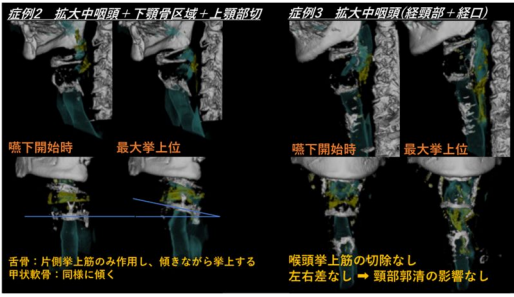 症例2　拡大中咽頭＋下顎骨区域＋上顎部切
症例3　拡大中咽頭(経頸部＋経口)
嚥下開始時
最大挙上位
嚥下開始時
最大挙上位
舌骨：片側挙上筋のみ作用し、傾きながら挙上する
甲状軟骨：同様に傾く
喉頭挙上筋の切除なし
左右差なし ➡ 頸部郭清の影響なし